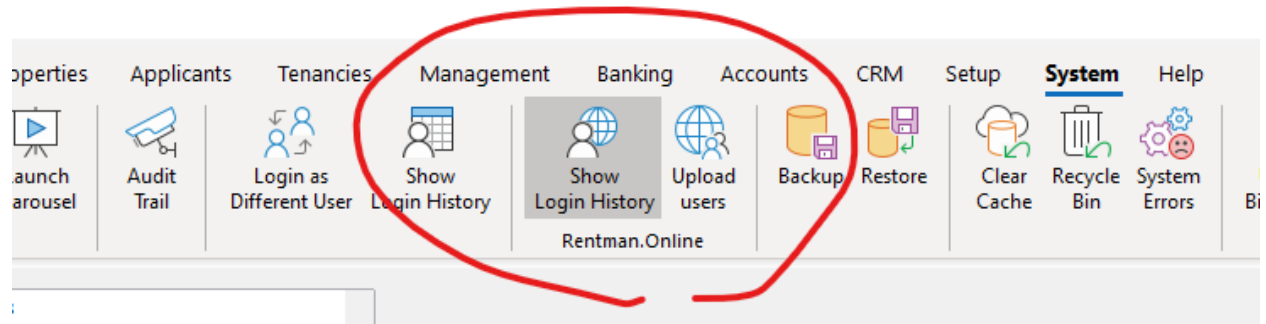 operties Applicants Tenancies Management Banking Accounts CRM Setup System Help
Launch Audit Login as Show Show Upload Backup Restore Clear Recycle System
arousel Trail Different User Login History Login History users Cache Bin Errors
Rentman.Online